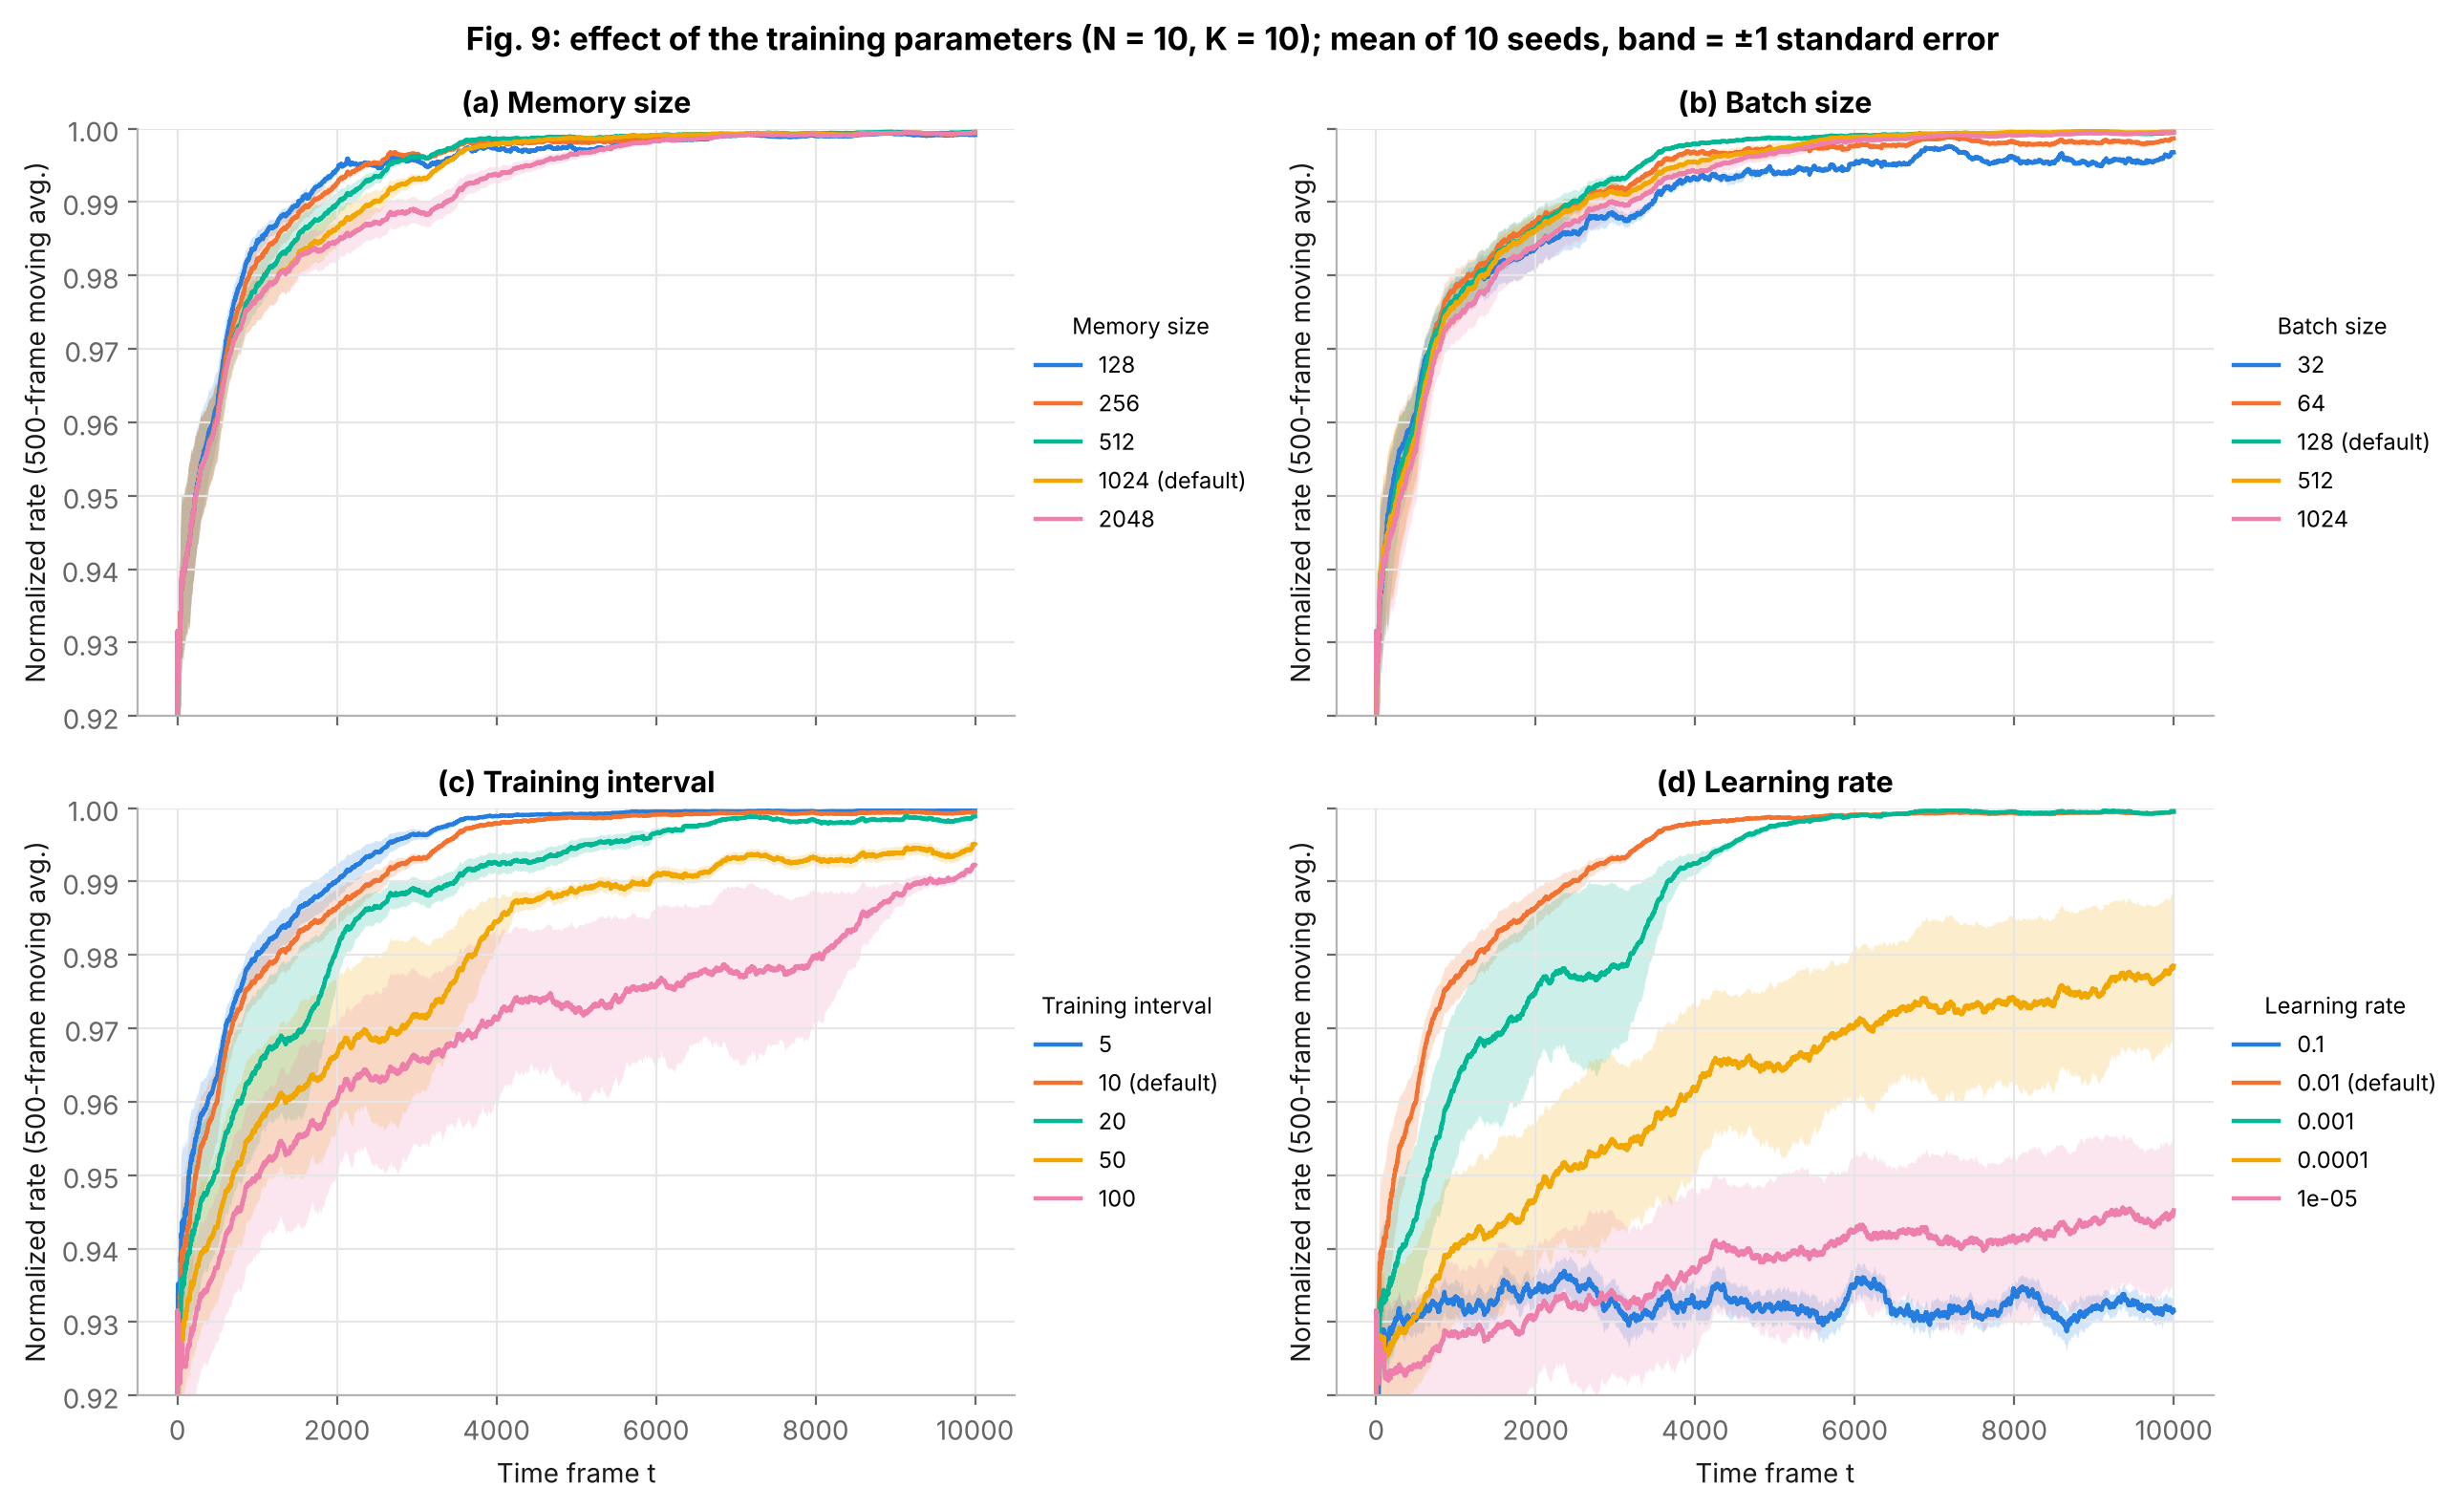 Fig. 9: effect of the training parameters (N = 10, K = 10); mean of 10 seeds, band = ±1 standard error
(a) Memory size
Normalized rate (500-frame moving avg.)
1.00
0.99
0.98
0.97
0.96
0.95
0.94
0.93
0.92
Memory size
128
256
512
1024 (default)
2048
(b) Batch size
Normalized rate (500-frame moving avg.)
Batch size
32
64
128 (default)
512
1024
(c) Training interval
Normalized rate (500-frame moving avg.)
1.00
0.99
0.98
0.97
0.96
0.95
0.94
0.93
0.92
0 2000 4000 6000 8000 10000
Time frame t
Training interval
5
10 (default)
20
50
100
(d) Learning rate
Normalized rate (500-frame moving avg.)
0 2000 4000 6000 8000 10000
Time frame t
Learning rate
0.1
0.01 (default)
0.001
0.0001
1e-05